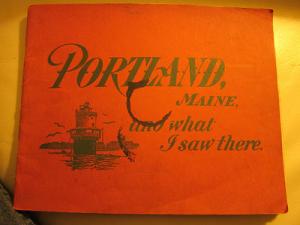 PORTLAND,
MAINE,
and what
I saw there.